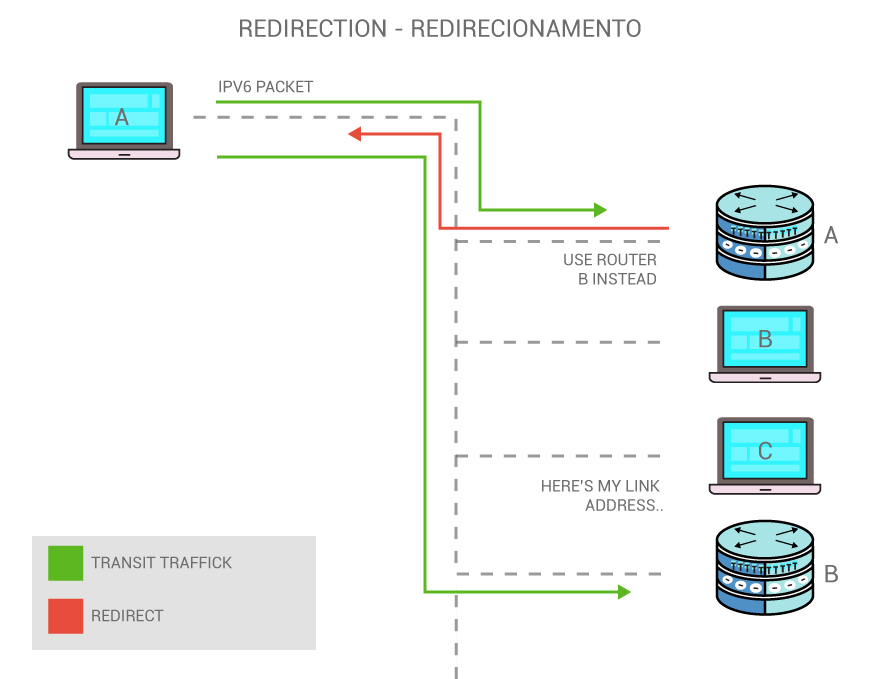 REDIRECTION - REDIRECIONAMENTO
IPV6 PACKET
A
A
USE ROUTER
B INSTEAD
B
C
HERE'S MY LINK
ADDRESS..
B
TRANSIT TRAFFICK
REDIRECT